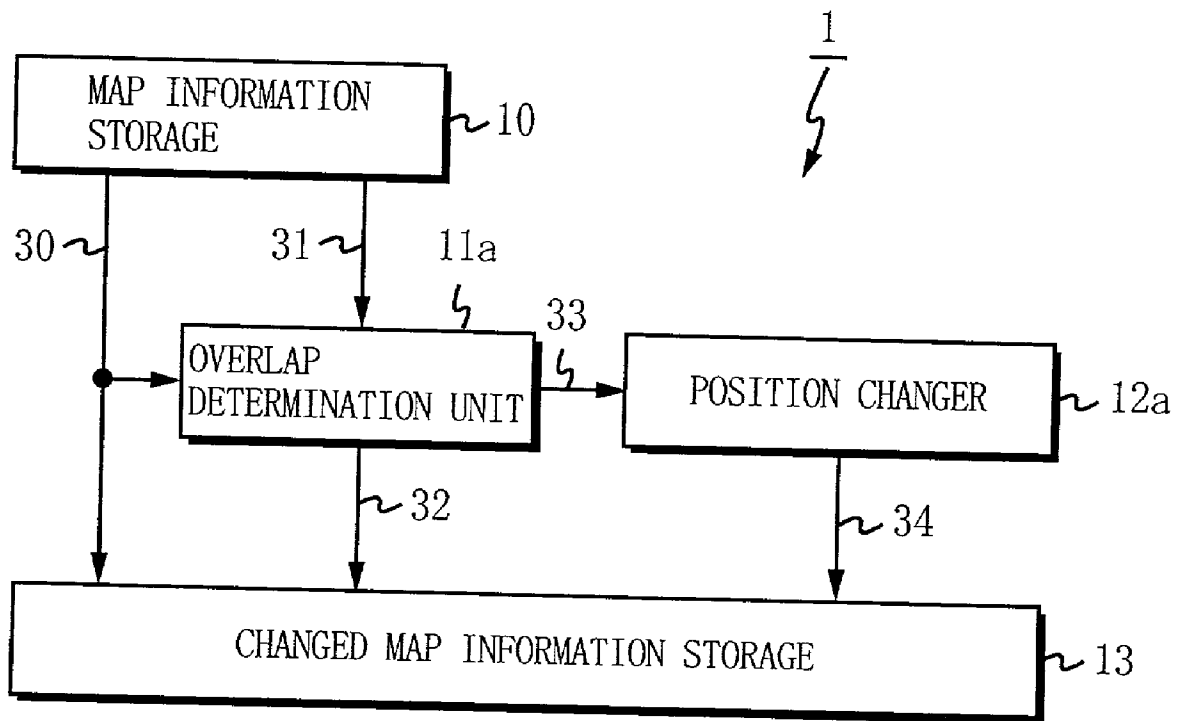 1
MAP INFORMATION
STORAGE
10
30
31
11a
33
OVERLAP
DETERMINATION UNIT
POSITION CHANGER
12a
32
34
CHANGED MAP INFORMATION STORAGE
13